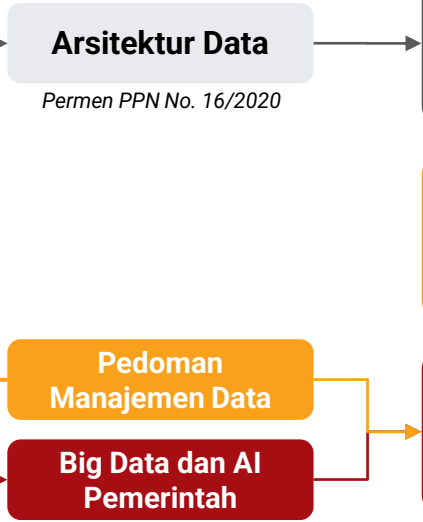 Arsitektur Data
Permen PPN No. 16/2020
Pedoman
Manajemen Data
Big Data dan AI
Pemerintah